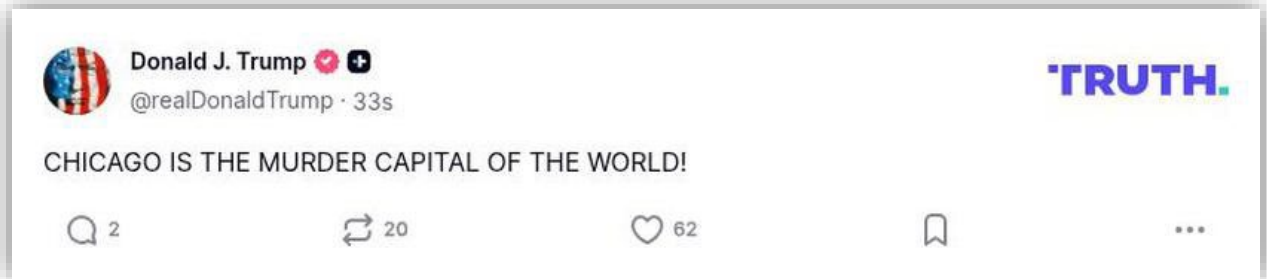 Donald J. Trump
@realDonaldTrump · 33s
TRUTH.
CHICAGO IS THE MURDER CAPITAL OF THE WORLD!
2 20 62